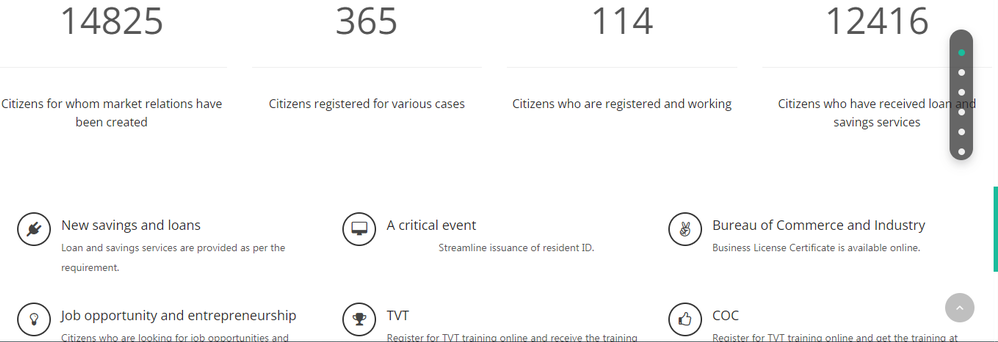 14825
365
114
12416
Citizens for whom market relations have
been created
Citizens registered for various cases
Citizens who are registered and working
Citizens who have received loan and
savings services
New savings and loans
Loan and savings services are provided as per the
requirement.
A critical event
Streamline issuance of resident ID.
Bureau of Commerce and Industry
Business License Certificate is available online.
Job opportunity and entrepreneurship
Citizens who are looking for job opportunities and
TVT
Register for TVT training online and receive the training
COC
Register for TVT training online and get the training at